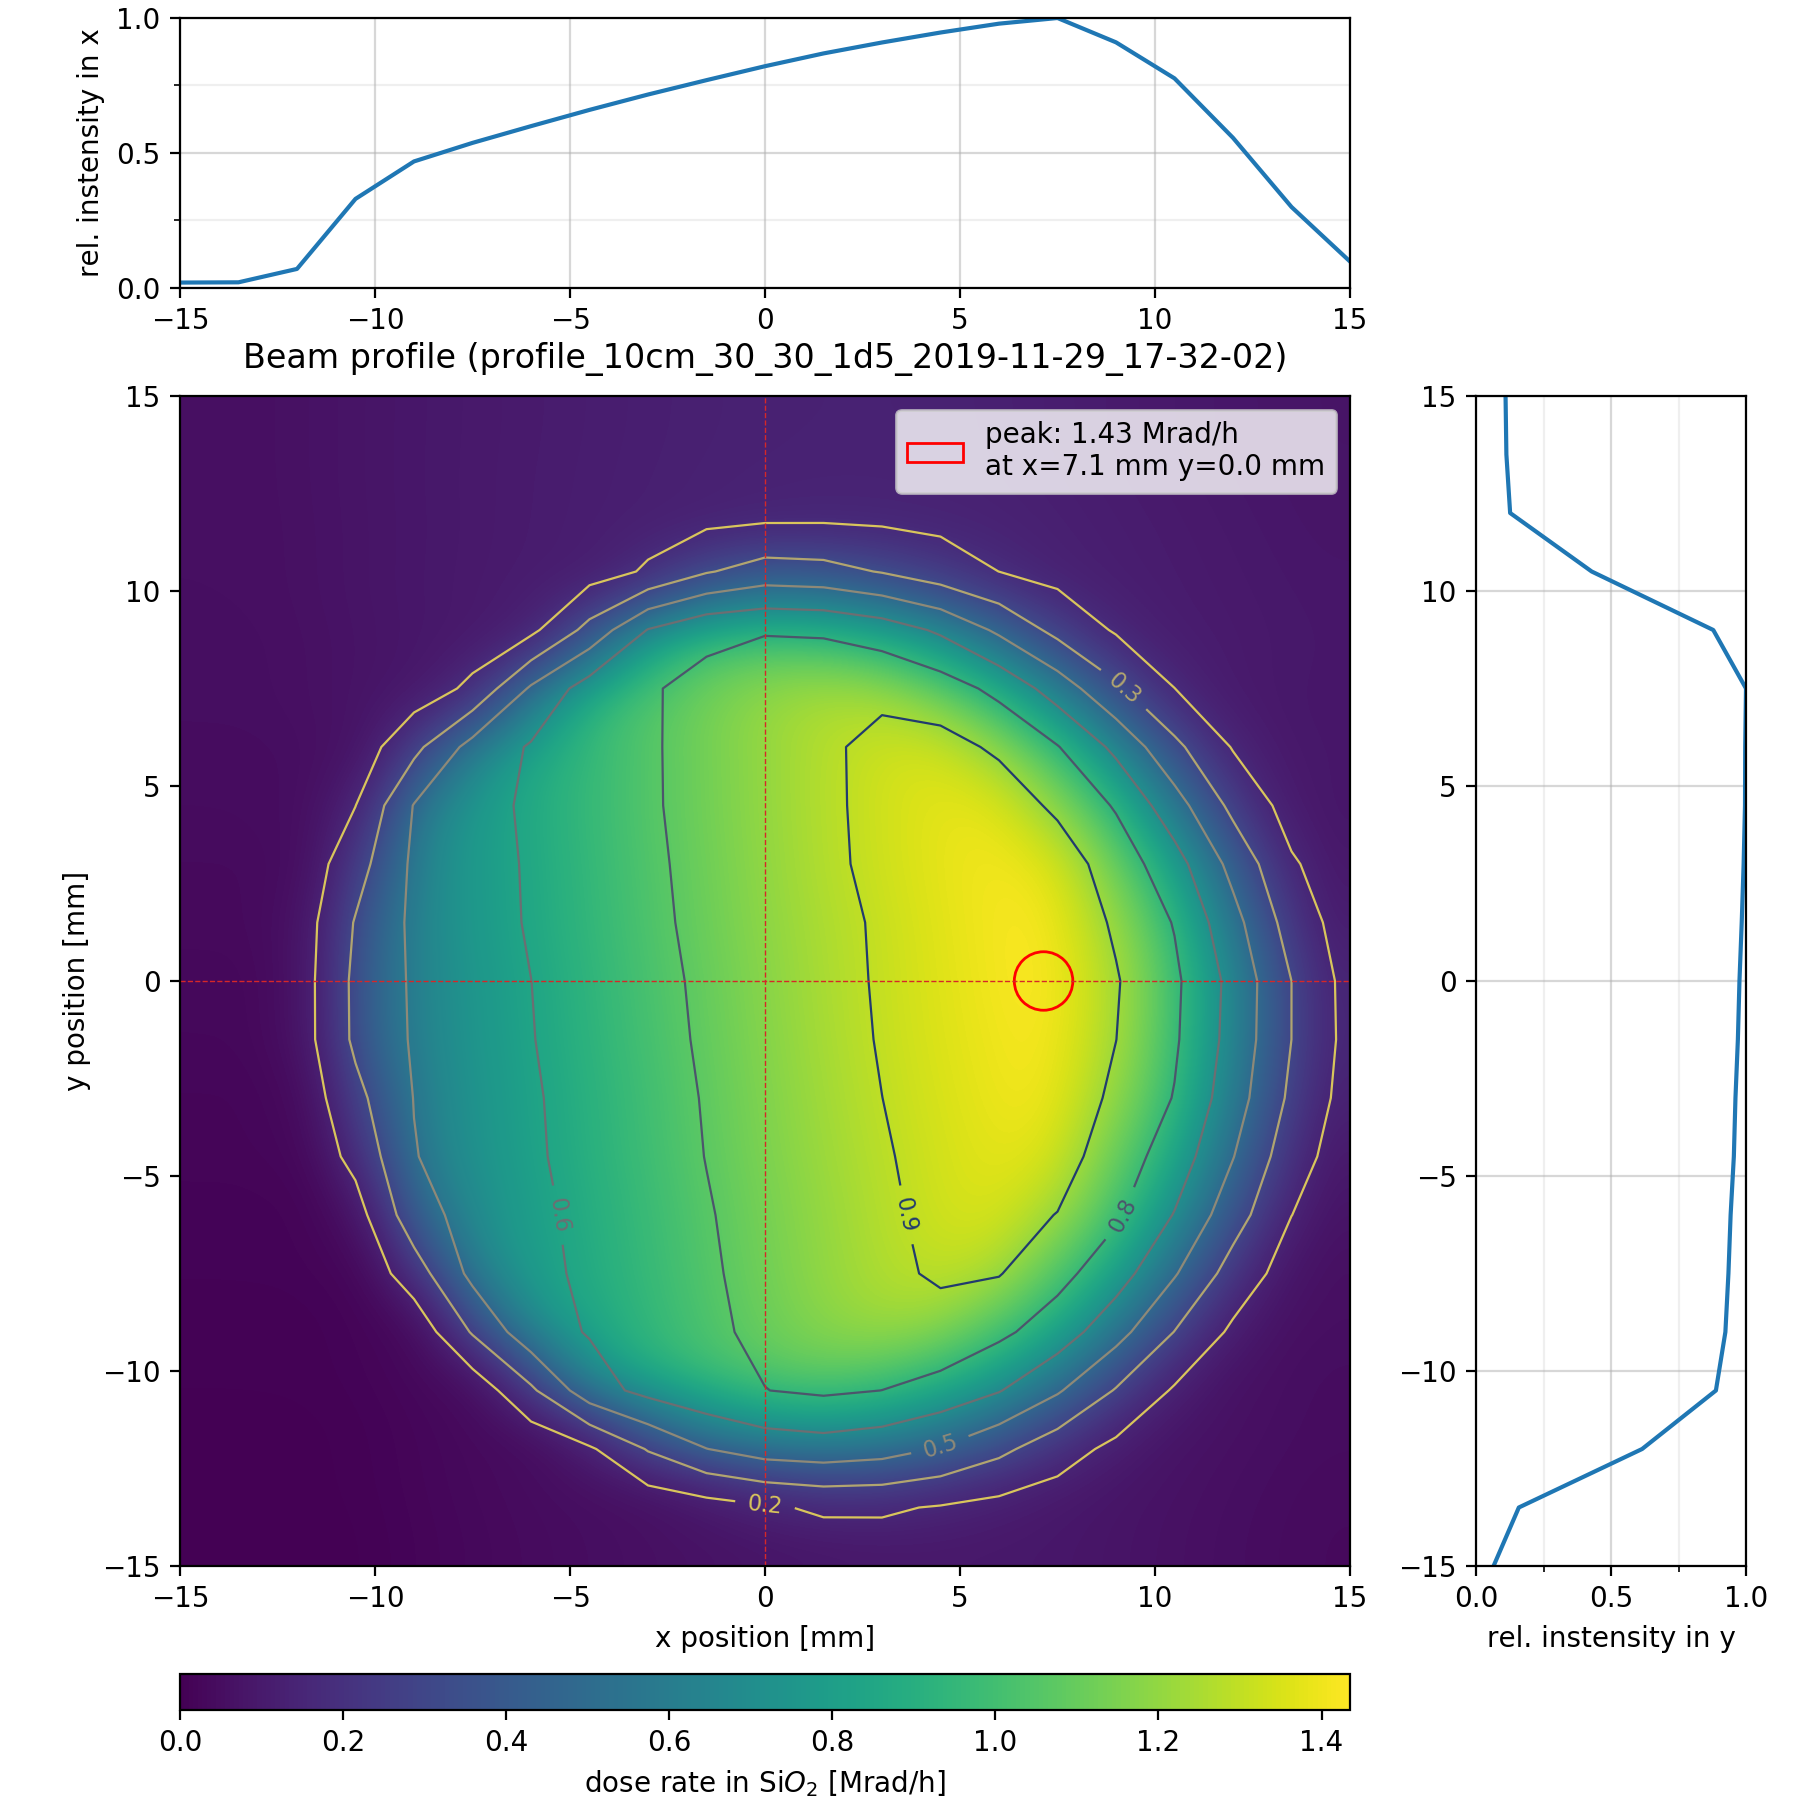 rel. instensity in x
1.0
0.5
0.0
−15 −10 −5 0 5 10 15
Beam profile (profile_10cm_30_30_1d5_2019-11-29_17-32-02)
peak: 1.43 Mrad/h
at x=7.1 mm y=0.0 mm
y position [mm]
15
10
5
0
−5
−10
−15
0.3
0.6
0.9
0.8
0.5
0.2
−15 −10 −5 0 5 10 15
x position [mm]
15
10
5
0
−5
−10
−15
0.0 0.5 1.0
rel. instensity in y
0.0 0.2 0.4 0.6 0.8 1.0 1.2 1.4
dose rate in SiO₂ [Mrad/h]